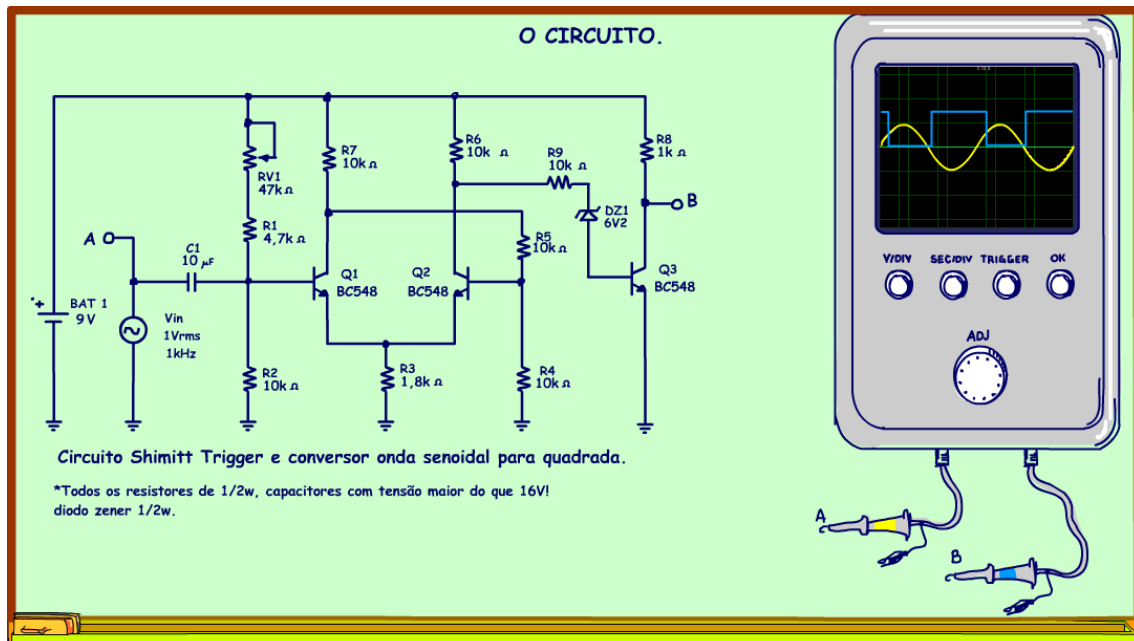 O CIRCUITO.
R7
10k Ω
R6
10k Ω
R9
10k Ω
R8
1k Ω
RV1
47k Ω
DZ1
6V2
B
A
R1
4,7k Ω
R5
10k Ω
C1
10 µF
Q1
BC548
Q2
BC548
Q3
BC548
+
BAT 1
9V
Vin
1Vrms
1kHz
R2
10k Ω
R3
1,8k Ω
R4
10k Ω
Circuito Shimitt Trigger e conversor onda senoidal para quadrada.
*Todos os resistores de 1/2w, capacitores com tensão maior do que 16V!
diodo zener 1/2w.
V/DIV SEC/DIV TRIGGER OK
ADJ
A
B